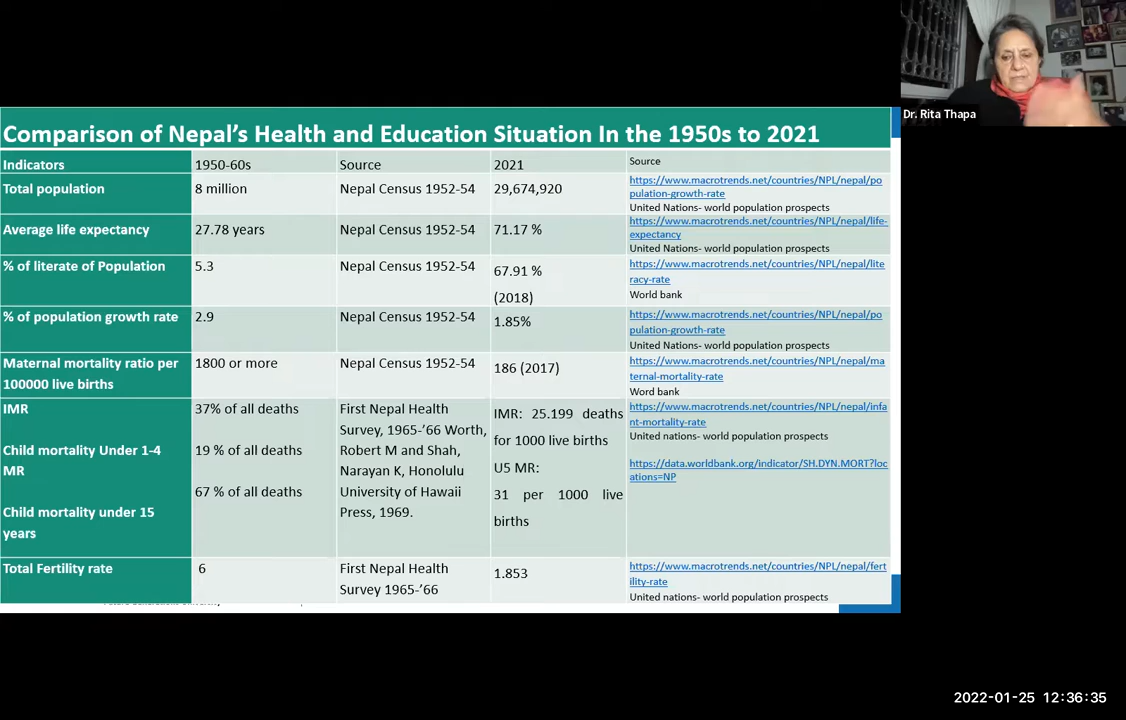 Dr. Rita Thapa
Comparison of Nepal's Health and Education Situation In the 1950s to 2021
Indicators 1950-60s Source 2021 Source
Total population 8 million Nepal Census 1952-54 29,674,920 https://www.macrotrends.net/countries/NPL/nepal/po
pulation-growth-rate
United Nations- world population prospects
Average life expectancy 27.78 years Nepal Census 1952-54 71.17 % https://www.macrotrends.net/countries/NPL/nepal/life-
expectancy
United Nations- world population prospects
% of literate of Population 5.3 Nepal Census 1952-54 67.91 %
(2018)
https://www.macrotrends.net/countries/NPL/nepal/lite
racy-rate
World bank
% of population growth rate 2.9 Nepal Census 1952-54 1.85% https://www.macrotrends.net/countries/NPL/nepal/po
pulation-growth-rate
United Nations- world population prospects
Maternal mortality ratio per
100000 live births
1800 or more Nepal Census 1952-54 186 (2017) https://www.macrotrends.net/countries/NPL/nepal/ma
ternal-mortality-rate
Word bank
IMR
Child mortality Under 1-4
MR
Child mortality under 15
years
37% of all deaths
19 % of all deaths
67 % of all deaths
First Nepal Health
Survey, 1965-'66 Worth,
Robert M and Shah,
Narayan K, Honolulu
University of Hawaii
Press, 1969.
IMR: 25.199 deaths
for 1000 live births
U5 MR:
31 per 1000 live
births
https://www.macrotrends.net/countries/NPL/nepal/infa
nt-mortality-rate
United nations- world population prospects
https://data.worldbank.org/indicator/SH.DYN.MORT?loc
ations=NP
Total Fertility rate 6 First Nepal Health
Survey 1965-'66
1.853 https://www.macrotrends.net/countries/NPL/nepal/fert
ility-rate
United nations- world population prospects
2022-01-25 12:36:35